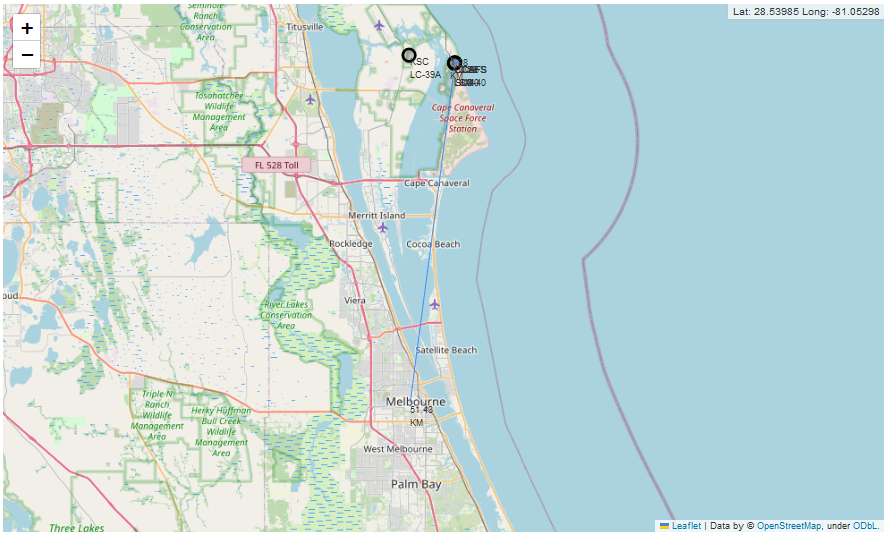 Seminole
Ranch
Conservation
Area
Titusville
Lat: 28.53985 Long: -81.05298
+
−
KSC
LC-39A
KM
Tosohatchee
Wildlife
Management
Area
Cape Canaveral
Space Force
Station
FL 528 Toll
Cape Canaveral
Merritt Island
Rockledge
Cocoa Beach
oud
River Lakes
Conservation
Area
Viera
Satellite Beach
Triple N
Ranch
Wildlife
Management
Area
Herky Huffman
Bull Creek
Wildlife
Management
Area
Melbourne
51.43
KM
West Melbourne
Palm Bay
Three Lakes
Leaflet | Data by © OpenStreetMap, under ODbL.